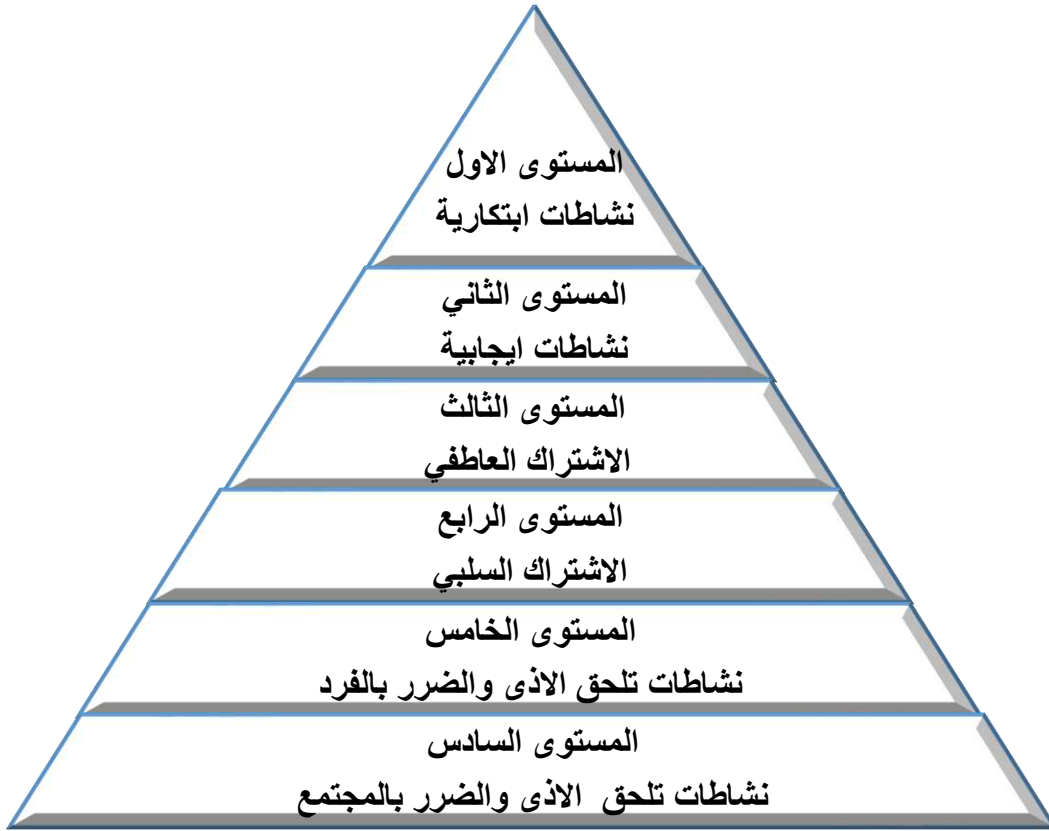 المستوى الاول
نشاطات ابتكارية
المستوى الثاني
نشاطات ايجابية
المستوى الثالث
الاشتراك العاطفي
المستوى الرابع
الاشتراك السلبي
المستوى الخامس
نشاطات تلحق الاذى والضرر بالفرد
المستوى السادس
نشاطات تلحق الاذى والضرر بالمجتمع